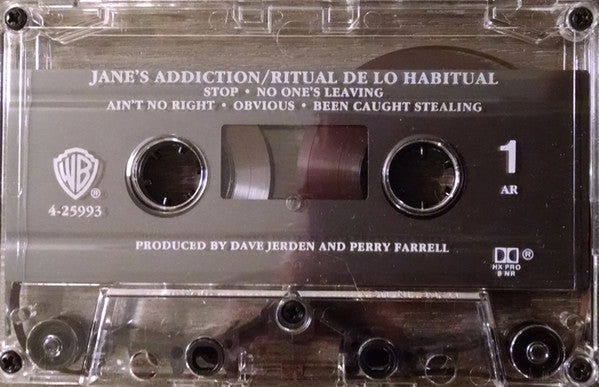 JANE'S ADDICTION/RITUAL DE LO HABITUAL
STOP • NO ONE'S LEAVING
AIN'T NO RIGHT • OBVIOUS • BEEN CAUGHT STEALING
WB®
4-25993
1
AR
PRODUCED BY DAVE JERDEN AND PERRY FARRELL
®
HX PRO
B NR